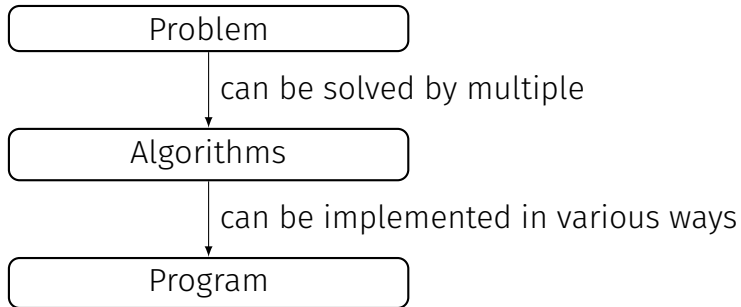 Problem
can be solved by multiple
Algorithms
can be implemented in various ways
Program